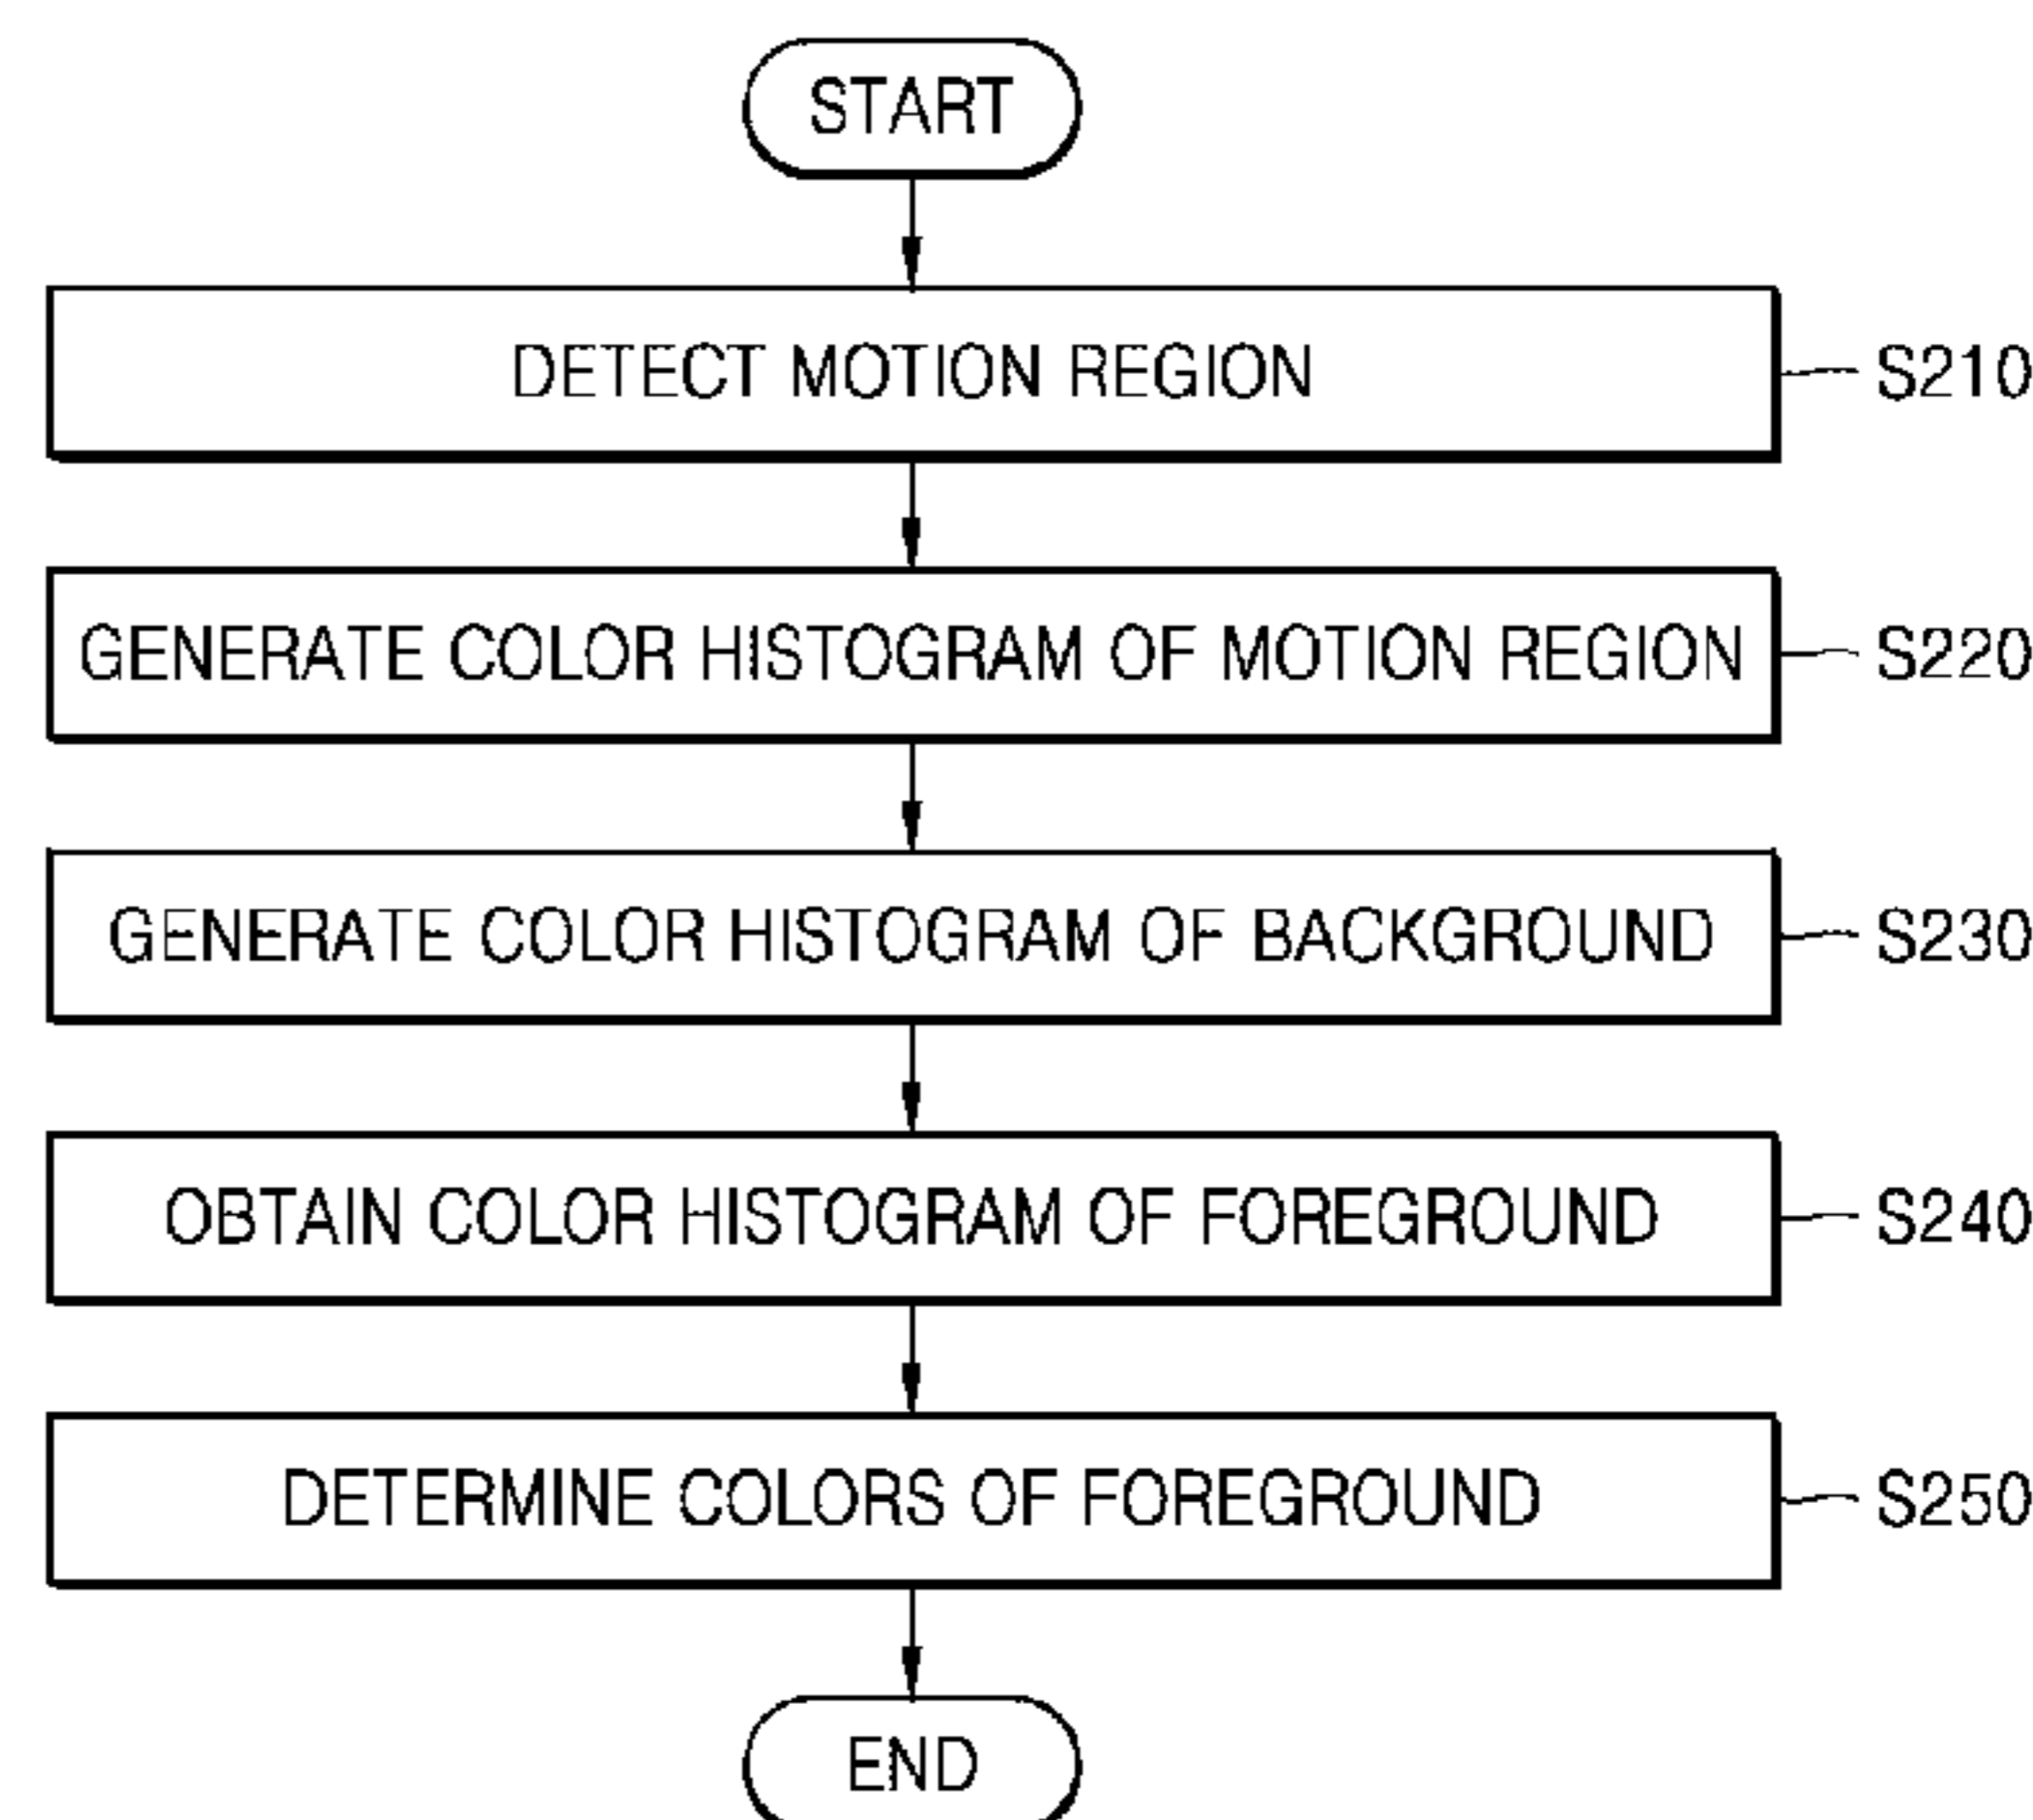 START
DETECT MOTION REGION
S210
GENERATE COLOR HISTOGRAM OF MOTION REGION
S220
GENERATE COLOR HISTOGRAM OF BACKGROUND
S230
OBTAIN COLOR HISTOGRAM OF FOREGROUND
S240
DETERMINE COLORS OF FOREGROUND
S250
END